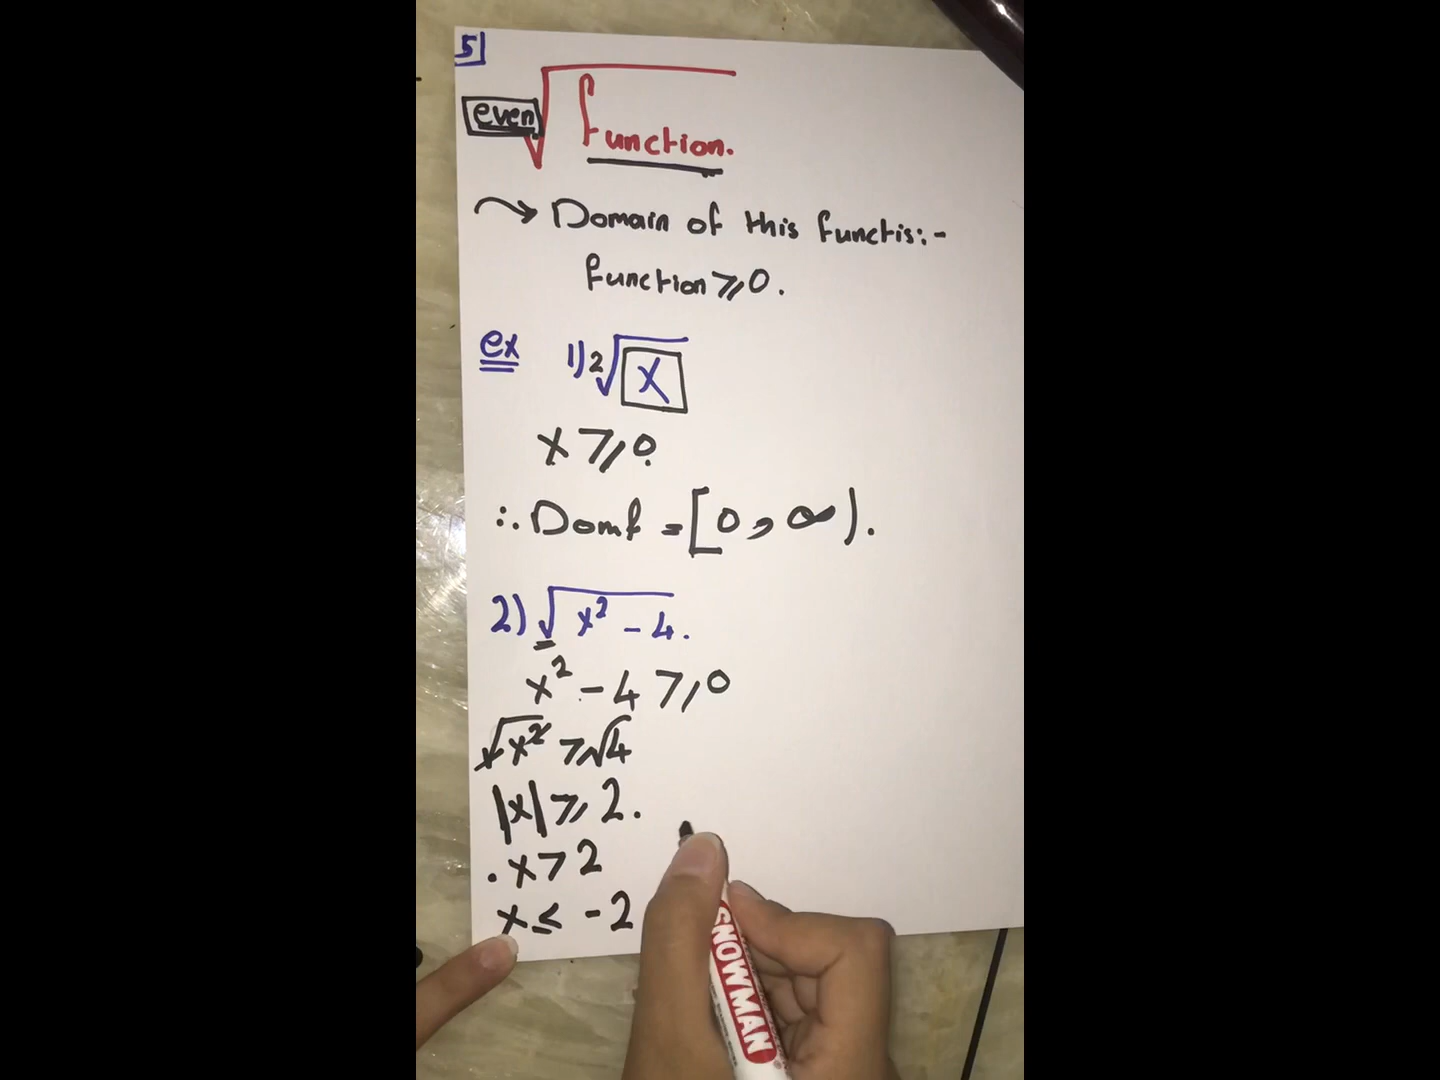 5
even√function.
→ Domain of this functis:-
function ≥ 0.
ex 1) ²√x
x ≥ 0.
∴ Domf = [0, ∞).
2) √x² - 4.
x² - 4 ≥ 0
√x² ≥ √4
|x| ≥ 2.
. x > 2
x ≤ -2
SNOWMAN